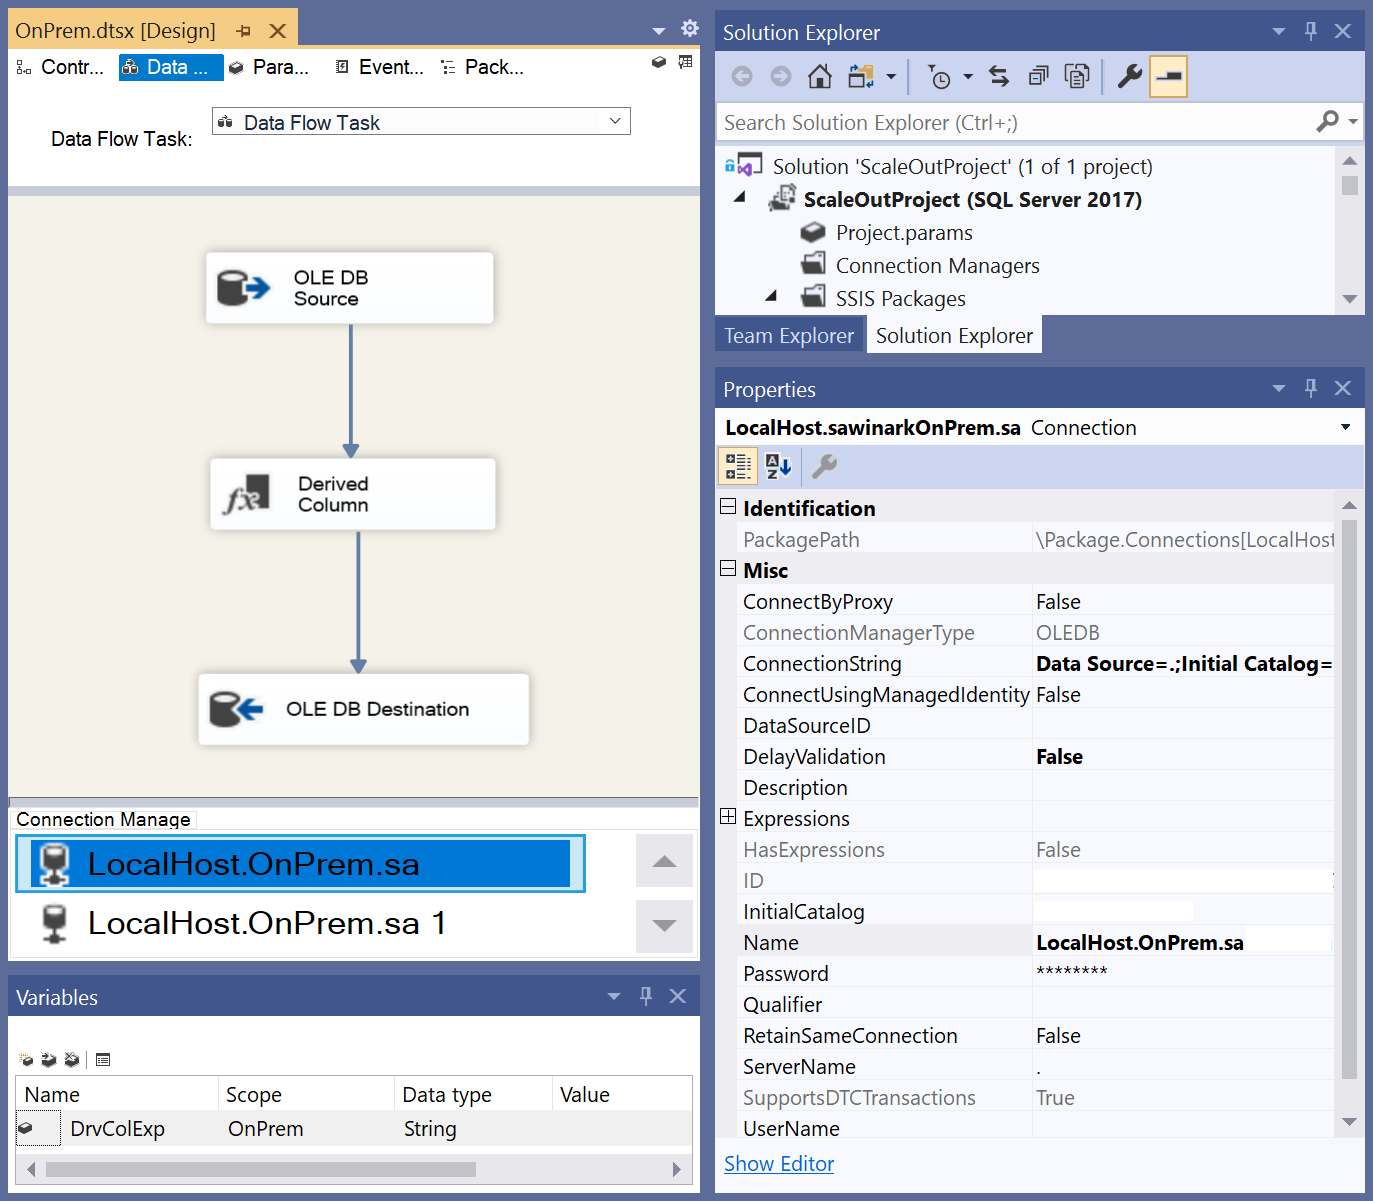 OnPrem.dtsx [Design]
Contr... Data ... Para... Event... Pack...
Data Flow Task: Data Flow Task
OLE DB
Source
Derived
Column
OLE DB Destination
Connection Manage
LocalHost.OnPrem.sa
LocalHost.OnPrem.sa 1
Variables
Name Scope Data type Value
DrvColExp OnPrem String
Solution Explorer
Search Solution Explorer (Ctrl+;)
Solution 'ScaleOutProject' (1 of 1 project)
ScaleOutProject (SQL Server 2017)
Project.params
Connection Managers
SSIS Packages
Team Explorer Solution Explorer
Properties
LocalHost.sawinarkOnPrem.sa Connection
Identification
PackagePath \Package.Connections[LocalHost
Misc
ConnectByProxy False
ConnectionManagerType OLEDB
ConnectionString Data Source=.;Initial Catalog=
ConnectUsingManagedIdentity False
DataSourceID
DelayValidation False
Description
Expressions
HasExpressions False
ID
InitialCatalog
Name LocalHost.OnPrem.sa
Password ********
Qualifier
RetainSameConnection False
ServerName .
SupportsDTCTransactions True
UserName
Show Editor